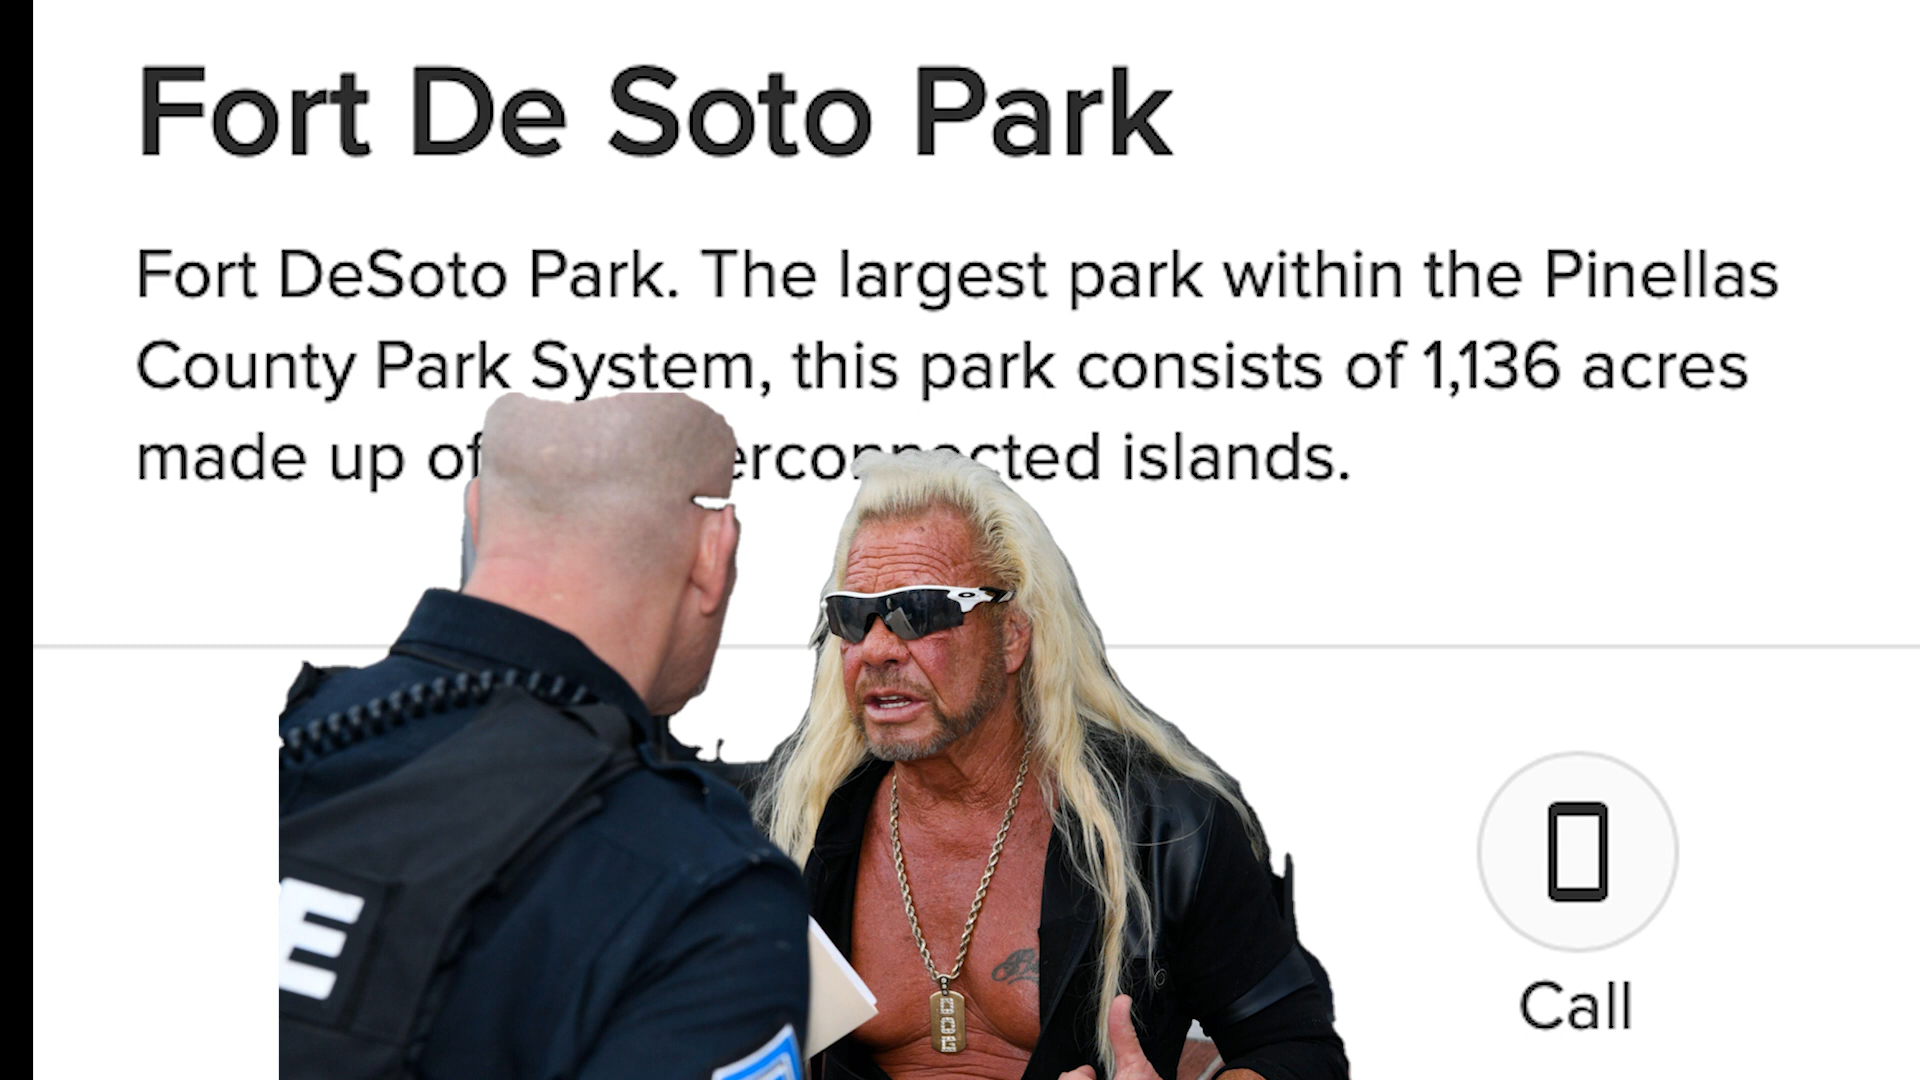 Fort De Soto Park
Fort DeSoto Park. The largest park within the Pinellas
County Park System, this park consists of 1,136 acres
made up of islands.
E
DOG
Call